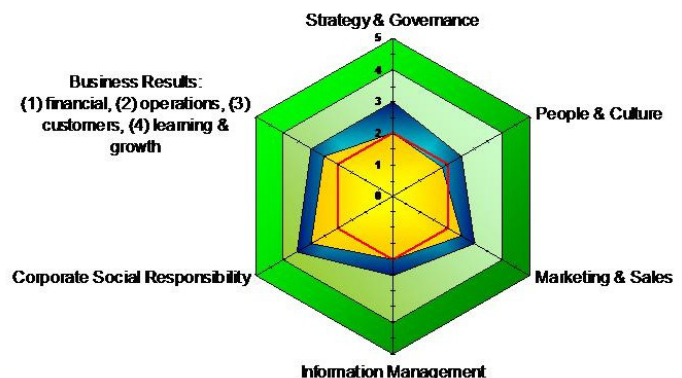 Strategy & Governance
5
4
3
2
1
0
Business Results:
(1) financial, (2) operations, (3)
customers, (4) learning &
growth
People & Culture
Corporate Social Responsibility
Marketing & Sales
Information Management